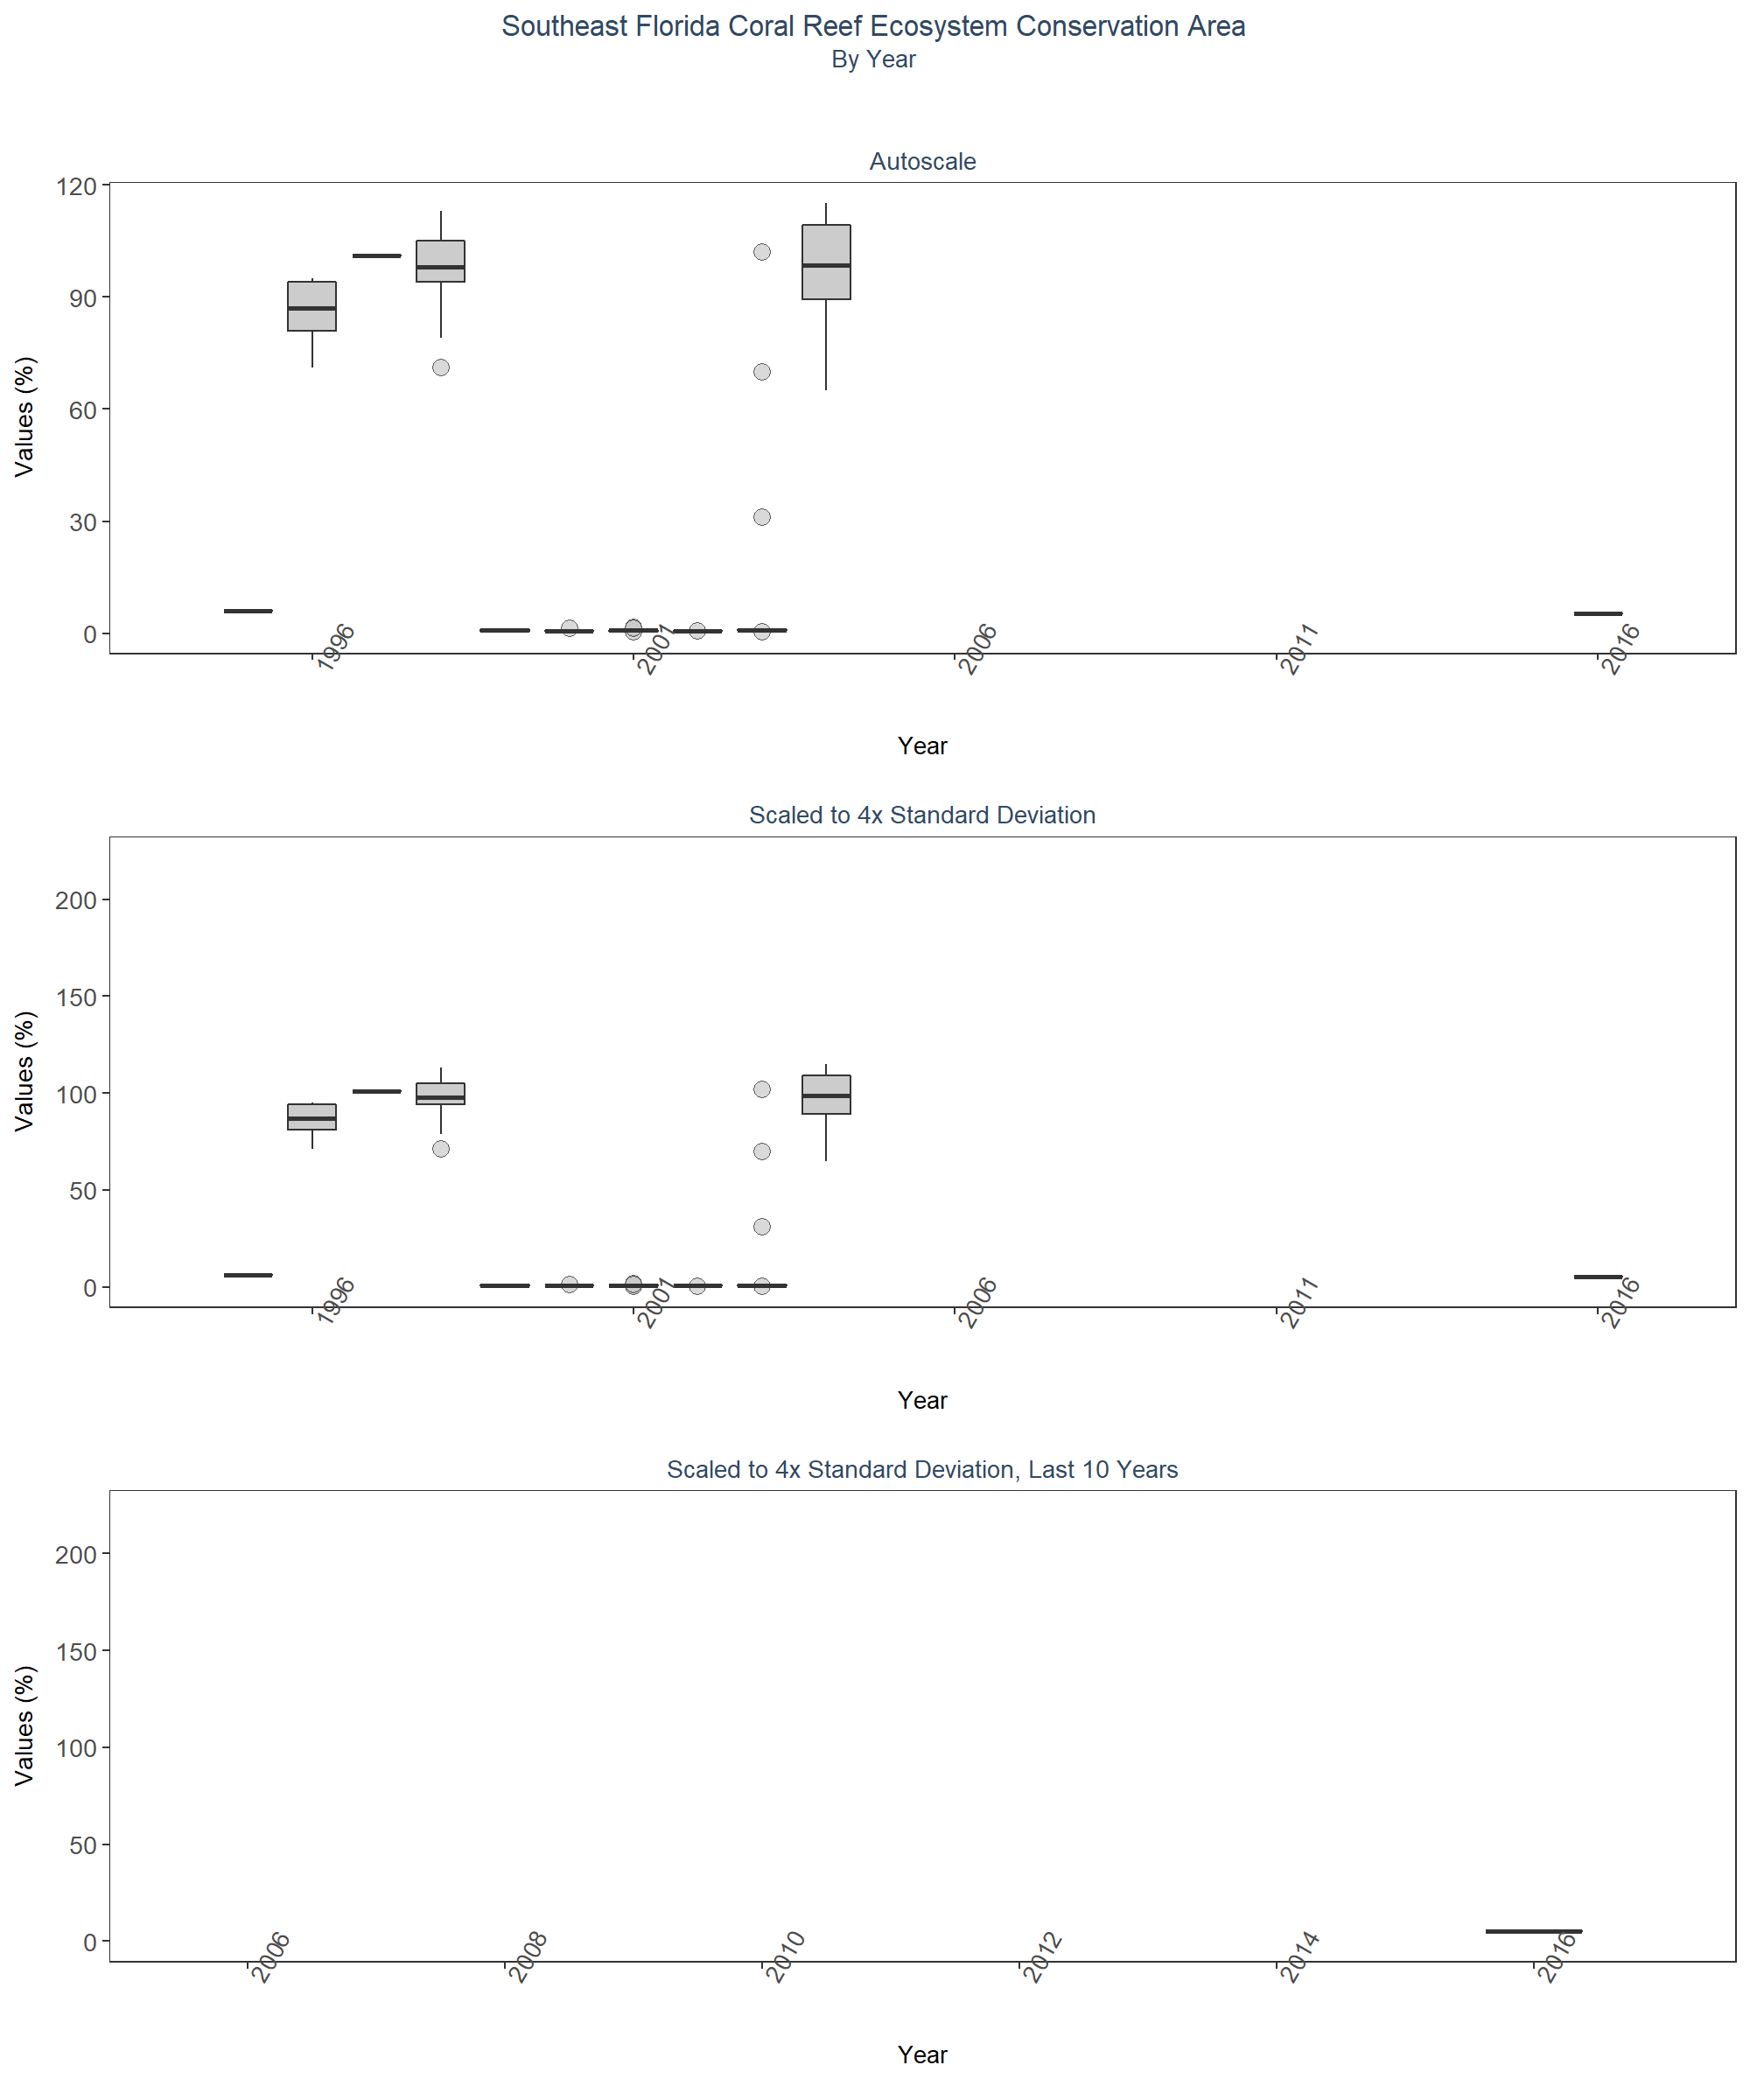 Southeast Florida Coral Reef Ecosystem Conservation Area
By Year
Autoscale
Values (%)
120
90
60
30
0
1996
2001
2006
2011
2016
Year
Scaled to 4x Standard Deviation
Values (%)
200
150
100
50
0
1996
2001
2006
2011
2016
Year
Scaled to 4x Standard Deviation, Last 10 Years
Values (%)
200
150
100
50
0
2006
2008
2010
2012
2014
2016
Year